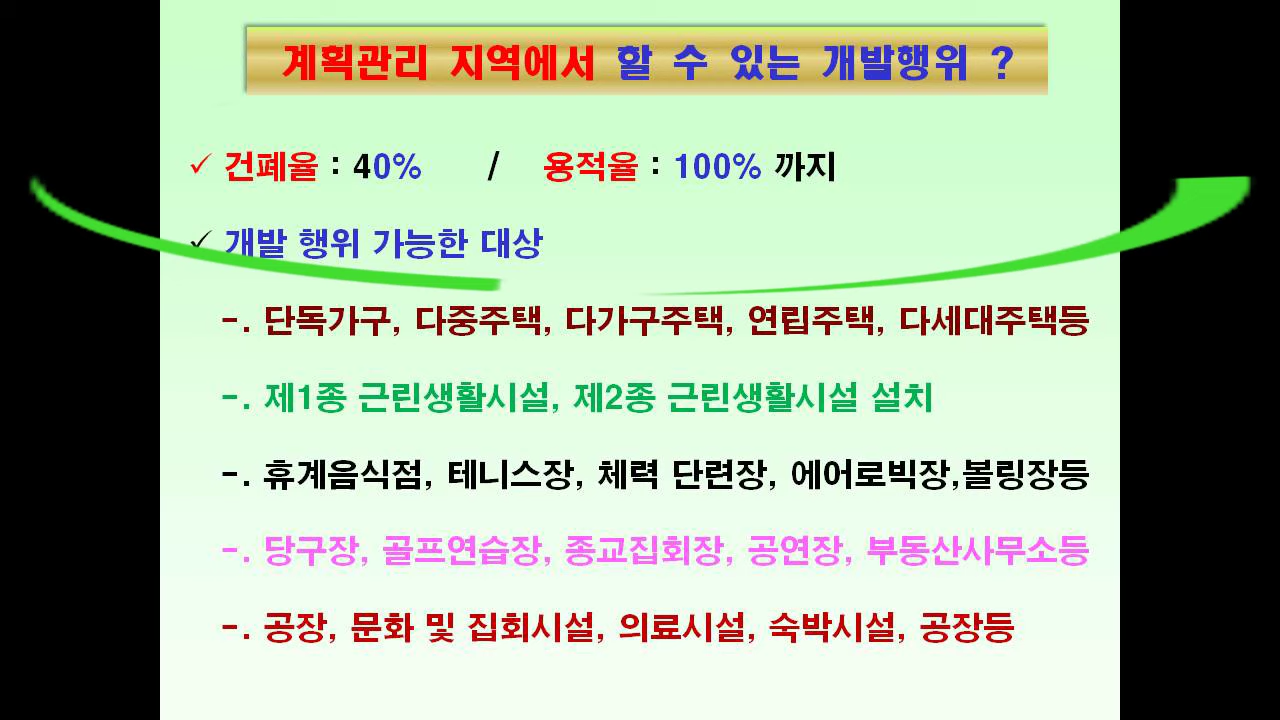 계획관리 지역에서 할 수 있는 개발행위 ?
✓ 건폐율 : 40% / 용적율 : 100% 까지
✓ 개발 행위 가능한 대상
-. 단독가구, 다중주택, 다가구주택, 연립주택, 다세대주택등
-. 제1종 근린생활시설, 제2종 근린생활시설 설치
-. 휴계음식점, 테니스장, 체력 단련장, 에어로빅장,볼링장등
-. 당구장, 골프연습장, 종교집회장, 공연장, 부동산사무소등
-. 공장, 문화 및 집회시설, 의료시설, 숙박시설, 공장등